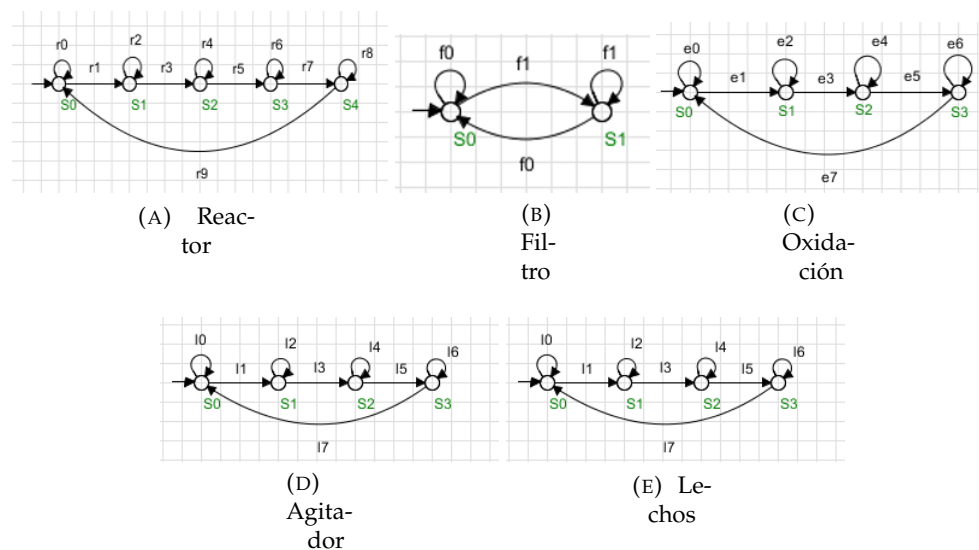 r0 r2 r4 r6 r8
r1 r3 r5 r7
S0 S1 S2 S3 S4
r9
(A) Reac-
tor
f0 f1 f1
S0 S1
f0
(B)
Fil-
tro
e0 e2 e4 e6
e1 e3 e5
S0 S1 S2 S3
e7
(C)
Oxida-
ción
l0 l2 l4 l6
l1 l3 l5
S0 S1 S2 S3
l7
(D)
Agita-
dor
l0 l2 l4 l6
l1 l3 l5
S0 S1 S2 S3
l7
(E) Le-
chos